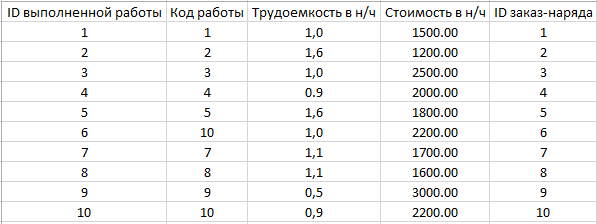 ID выполненной работы Код работы Трудоемкость в н/ч Стоимость в н/ч ID заказ-наряда
1 1 1,0 1500.00 1
2 2 1,6 1200.00 2
3 3 1,0 2500.00 3
4 4 0.9 2000.00 4
5 5 1,6 1800.00 5
6 10 1,0 2200.00 6
7 7 1,1 1700.00 7
8 8 1,1 1600.00 8
9 9 0,5 3000.00 9
10 10 0,9 2200.00 10